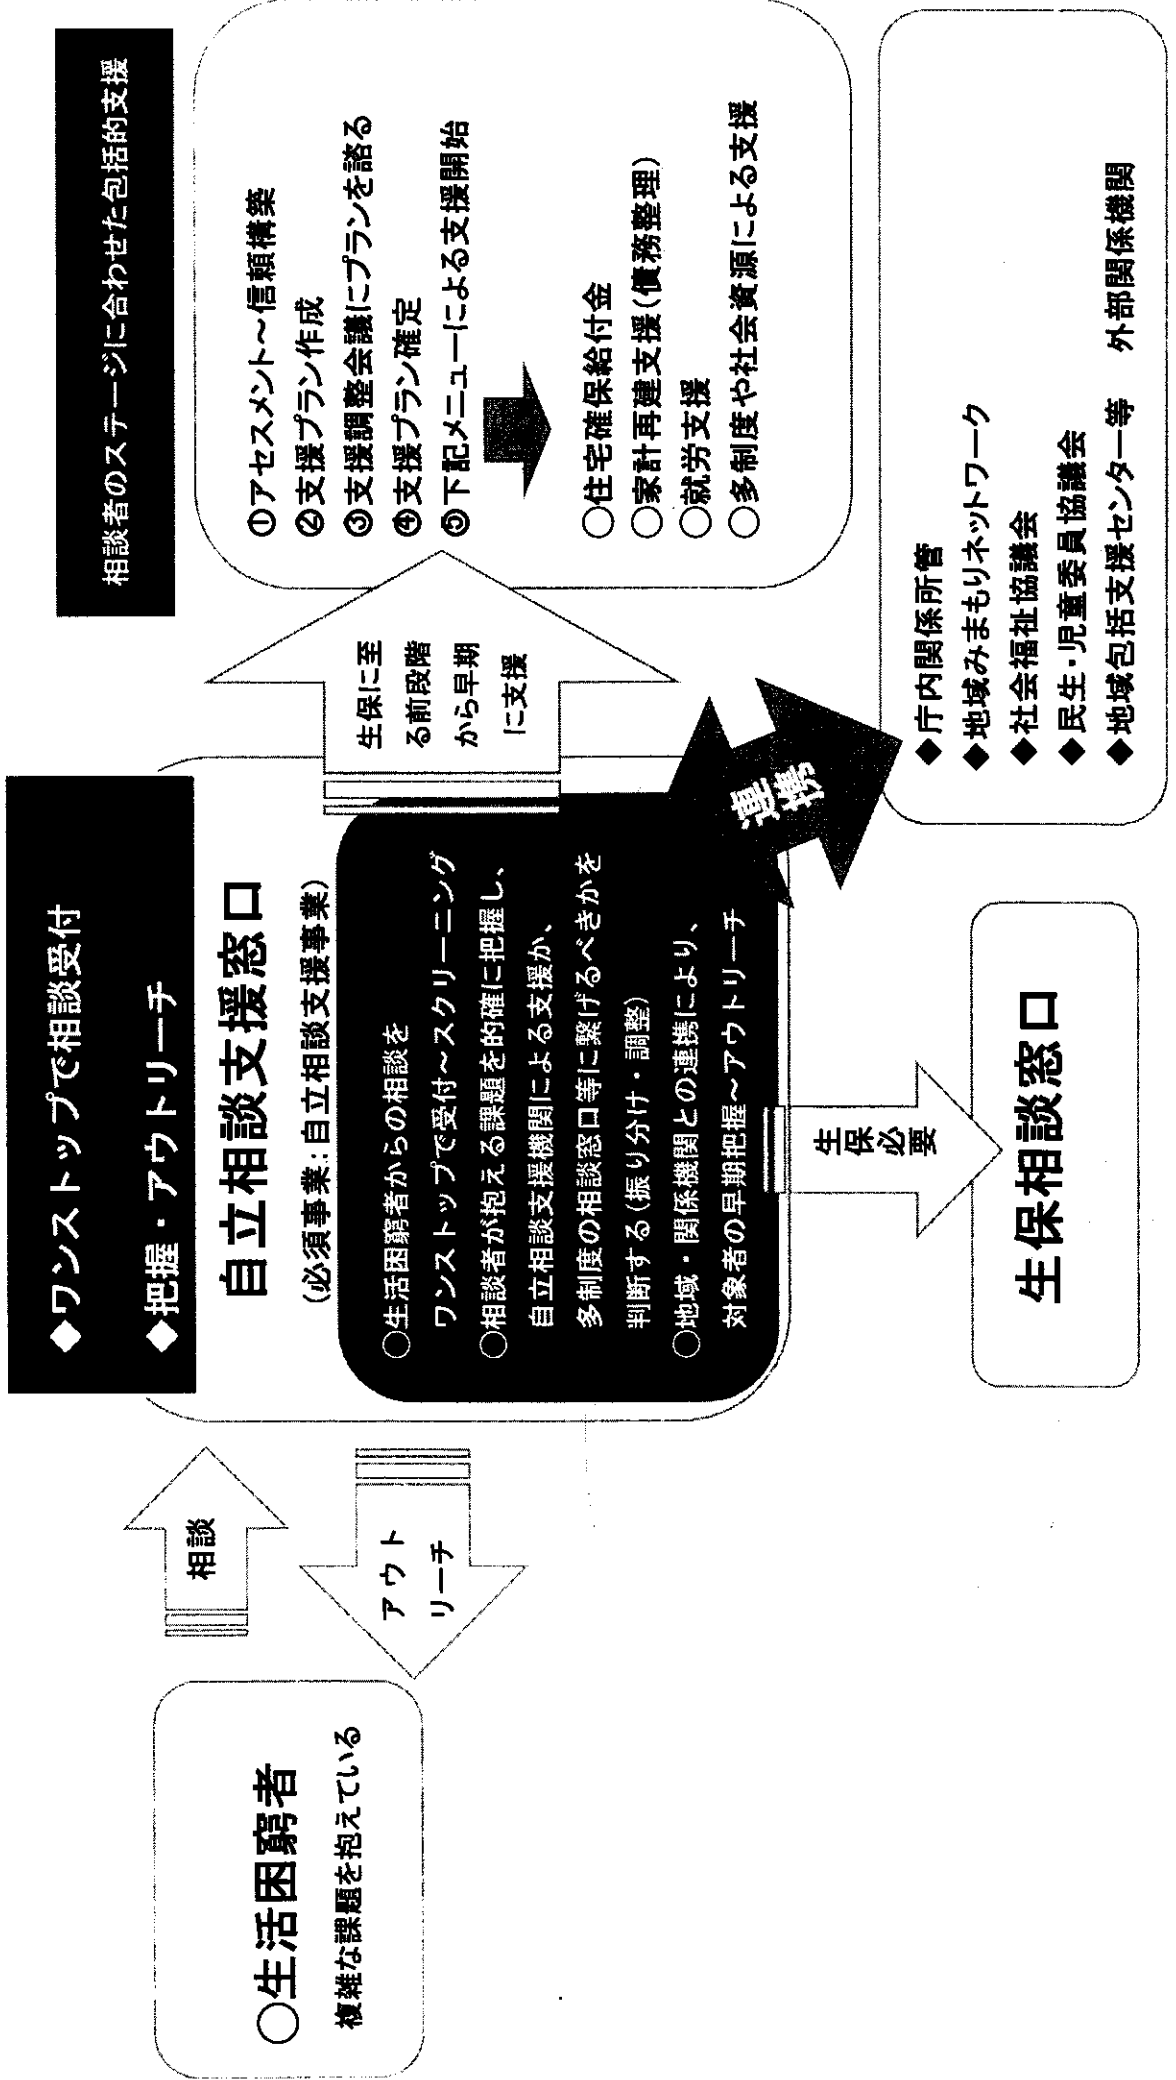 ◆ワンストップで相談受付
◆把握・アウトリーチ
相談者のステージに合わせた包括的支援
○生活困窮者
複雑な課題を抱えている
相談
アウト
リーチ
自立相談支援窓口
(必須事業:自立相談支援事業)
○生活困窮者からの相談を
ワンストップで受付～スクリーニング
○相談者が抱える課題を的確に把握し、
自立相談支援機関による支援か、
多制度の相談窓口等に繋げるべきかを
判断する(振り分け・調整)
○地域・関係機関との連携により、
対象者の早期把握～アウトリーチ
生保に至
る前段階
から早期
に支援
①アセスメント～信頼構築
②支援プラン作成
③支援調整会議にプランを諮る
④支援プラン確定
⑤下記メニューによる支援開始
○住宅確保給付金
○家計再建支援(債務整理)
○就労支援
○多制度や社会資源による支援
連
携
生保
必要
生保相談窓口
◆庁内関係所管
◆地域みまもりネットワーク
◆社会福祉協議会
◆民生・児童委員協議会
◆地域包括支援センター等 外部関係機関